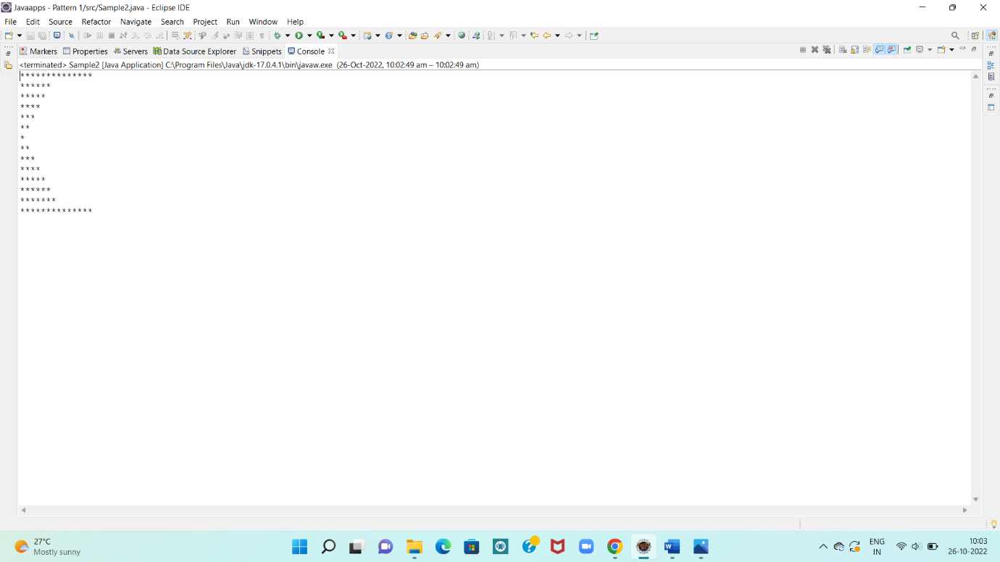 Javaapps - Pattern 1/src/Sample2.java - Eclipse IDE
File Edit Source Refactor Navigate Search Project Run Window Help
Markers Properties Servers Data Source Explorer Snippets Console
<terminated> Sample2 [Java Application] C:\Program Files\Java\jdk-17.0.4.1\bin\javaw.exe (26-Oct-2022, 10:02:49 am – 10:02:49 am)
**************
******
*****
****
***
**
*
**
***
****
*****
******
*******
**************
27°C
Mostly sunny
ENG
IN
10:03
26-10-2022